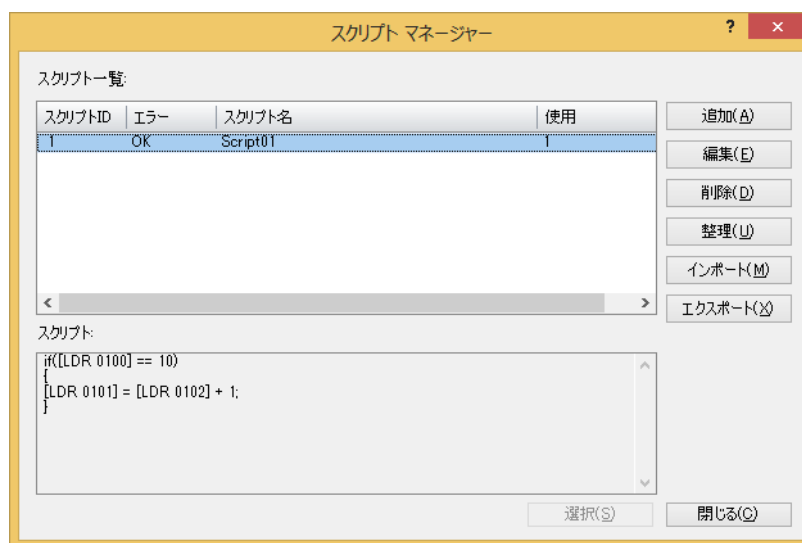 スクリプト マネージャー
? ×
スクリプト一覧:
スクリプトID エラー スクリプト名 使用
1 OK Script01 1
追加(A)
編集(E)
削除(D)
整理(U)
インポート(M)
エクスポート(X)
スクリプト:
if([LDR 0100] == 10)
{
[LDR 0101] = [LDR 0102] + 1;
}
選択(S) 閉じる(C)